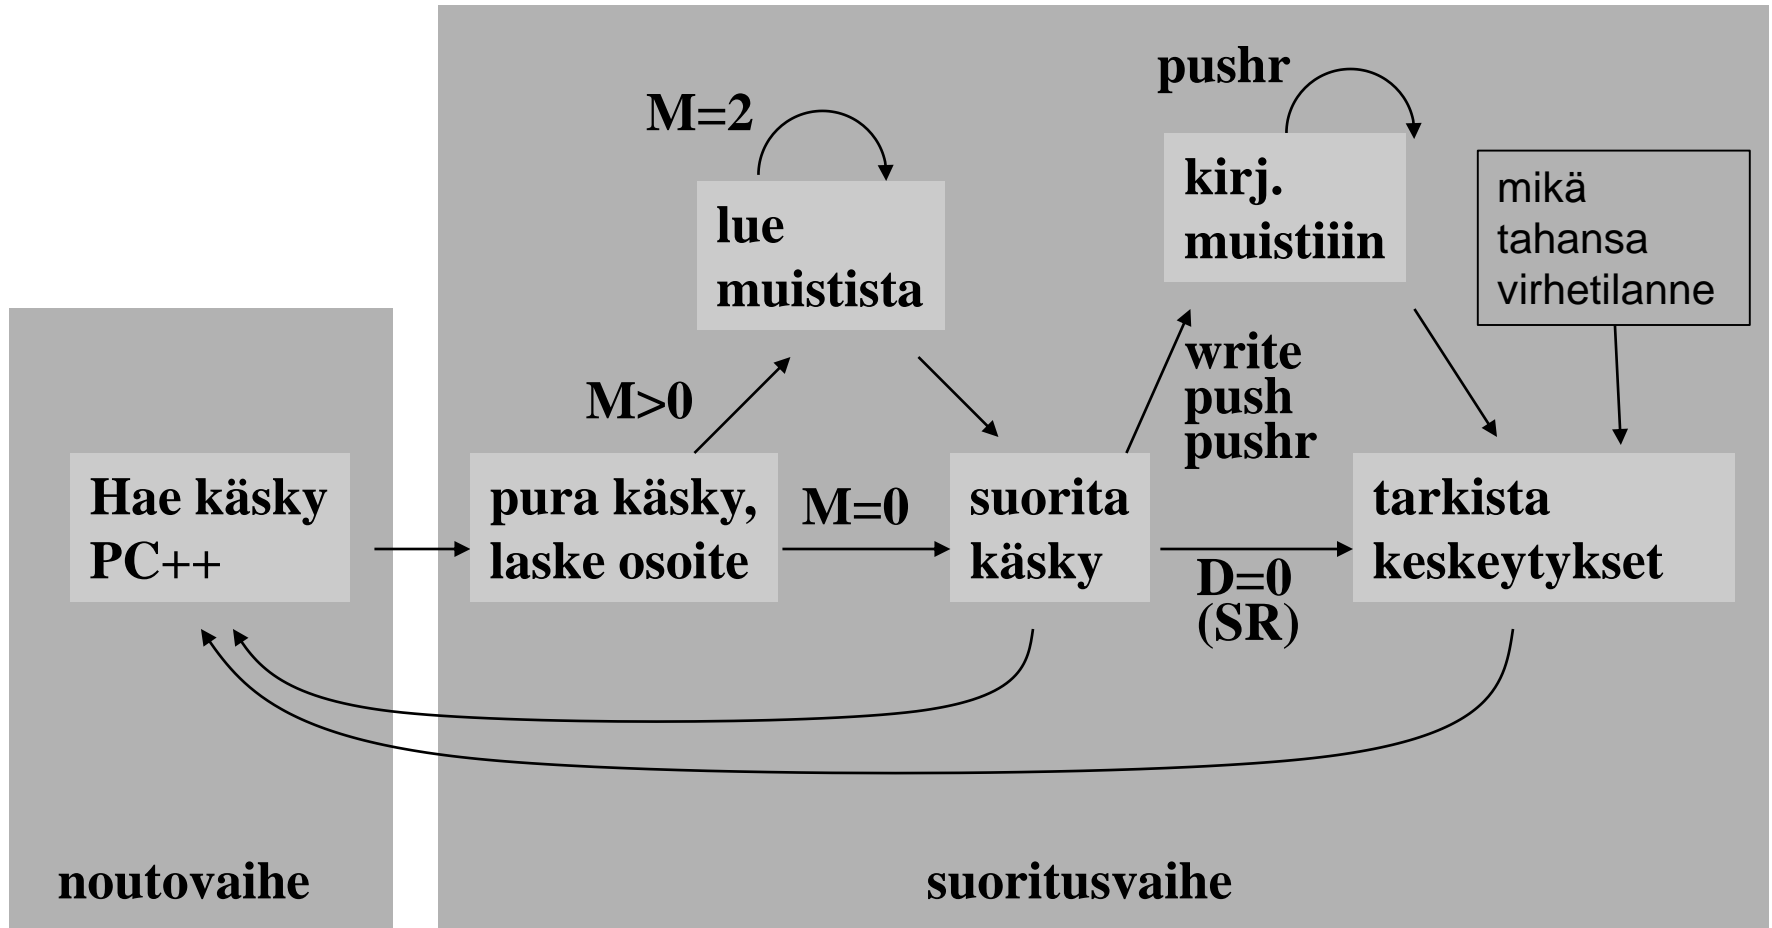 pushr
M=2
kirj.
muistiiin
mikä
tahansa
virhetilanne
lue
muistista
write
push
pushr
M>0
Hae käsky
PC++
pura käsky,
laske osoite
M=0
suorita
käsky
D=0
(SR)
tarkista
keskeytykset
noutovaihe
suoritusvaihe